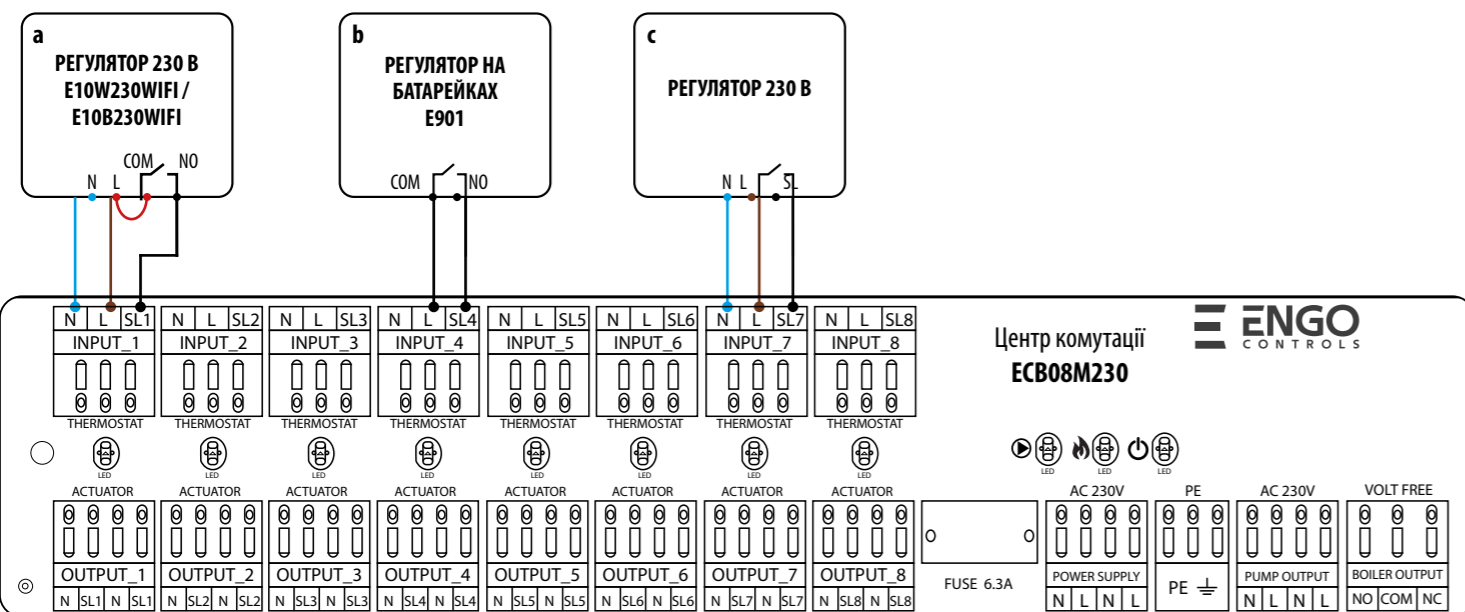 a
РЕГУЛЯТОР 230 В
E10W230WIFI /
E10B230WIFI
COM NO
N L
b
РЕГУЛЯТОР НА
БАТАРЕЙКАХ
E901
COM NO
c
РЕГУЛЯТОР 230 В
N L SL
N L SL1 N L SL2 N L SL3 N L SL4 N L SL5 N L SL6 N L SL7 N L SL8
INPUT_1 INPUT_2 INPUT_3 INPUT_4 INPUT_5 INPUT_6 INPUT_7 INPUT_8
THERMOSTAT THERMOSTAT THERMOSTAT THERMOSTAT THERMOSTAT THERMOSTAT THERMOSTAT THERMOSTAT
LED LED LED LED LED LED LED LED
Центр комутації
ECB08M230
ENGO
CONTROLS
LED LED LED
ACTUATOR ACTUATOR ACTUATOR ACTUATOR ACTUATOR ACTUATOR ACTUATOR ACTUATOR
AC 230V PE AC 230V VOLT FREE
OUTPUT_1 OUTPUT_2 OUTPUT_3 OUTPUT_4 OUTPUT_5 OUTPUT_6 OUTPUT_7 OUTPUT_8
FUSE 6.3A
POWER SUPPLY PE PUMP OUTPUT BOILER OUTPUT
N SL1 N SL1 N SL2 N SL2 N SL3 N SL3 N SL4 N SL4 N SL5 N SL5 N SL6 N SL6 N SL7 N SL7 N SL8 N SL8
N L N L N L N L NO COM NC